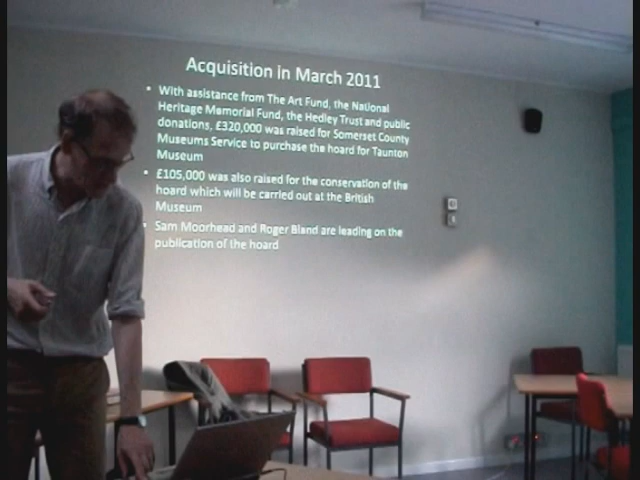 Acquisition in March 2011
• With assistance from The Art Fund, the National
Heritage Memorial Fund, the Hedley Trust and public
donations, £320,000 was raised for Somerset County
Museums Service to purchase the hoard for Taunton
Museum
• £105,000 was also raised for the conservation of the
hoard which will be carried out at the British
Museum
• Sam Moorhead and Roger Bland are leading on the
publication of the hoard